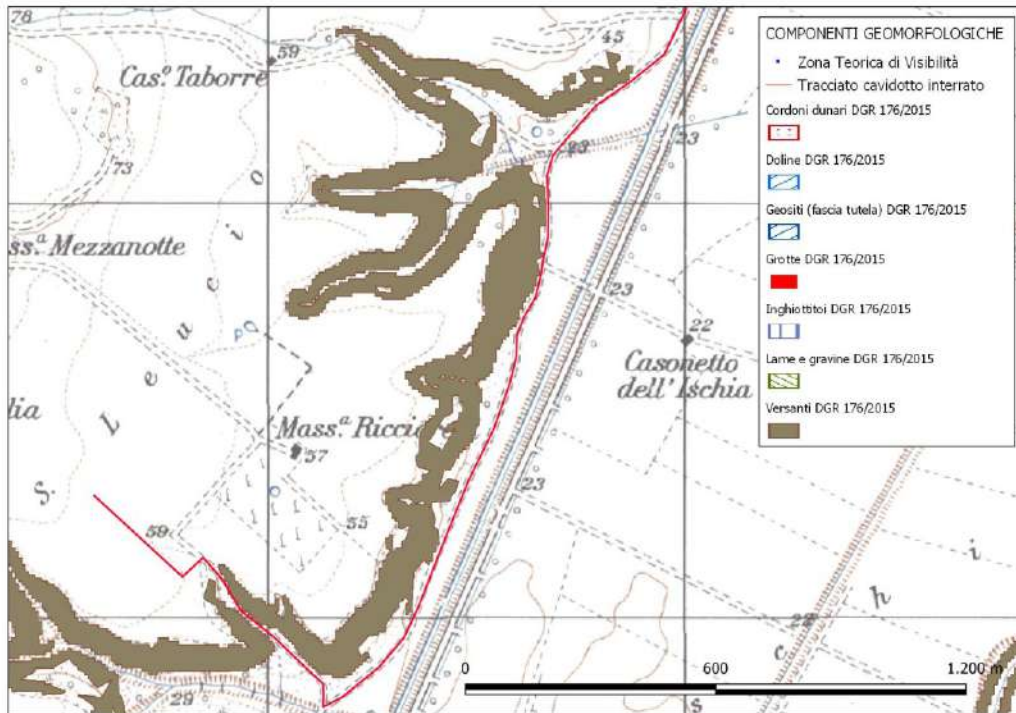 78
59
45
Cas.º Taborre
23
23
73
ss.ª Mezzanotte
23
22
Casonetto
dell'Ischia
lia
S. Leucio
Mass.ª Ricci
57
23
59
55
22
29
c h i
s
0
600
1.200 m
COMPONENTI GEOMORFOLOGICHE
Zona Teorica di Visibilità
Tracciato cavidotto interrato
Cordoni dunari DGR 176/2015
Doline DGR 176/2015
Geositi (fascia tutela) DGR 176/2015
Grotte DGR 176/2015
Inghiottitoi DGR 176/2015
Lame e gravine DGR 176/2015
Versanti DGR 176/2015